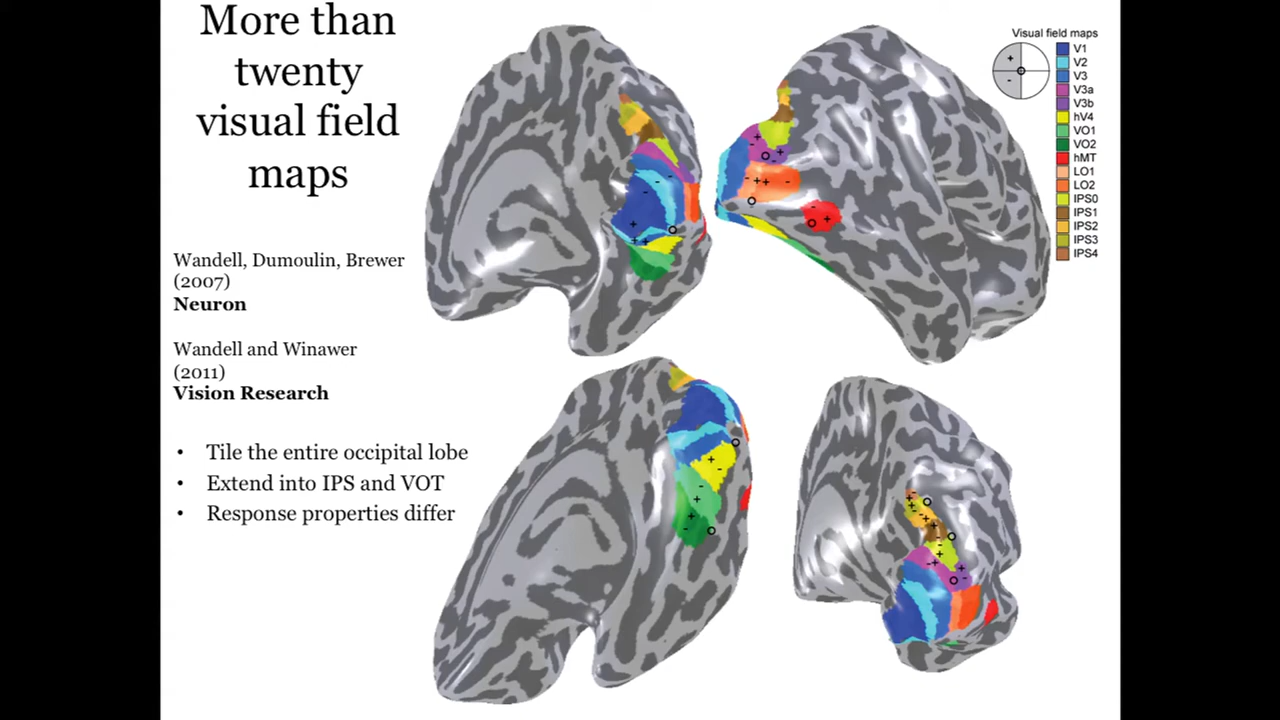 More than
twenty
visual field
maps
Wandell, Dumoulin, Brewer
(2007)
Neuron
Wandell and Winawer
(2011)
Vision Research
• Tile the entire occipital lobe
• Extend into IPS and VOT
• Response properties differ
Visual field maps
V1
V2
V3
V3a
V3b
hV4
VO1
VO2
hMT
LO1
LO2
IPS0
IPS1
IPS2
IPS3
IPS4